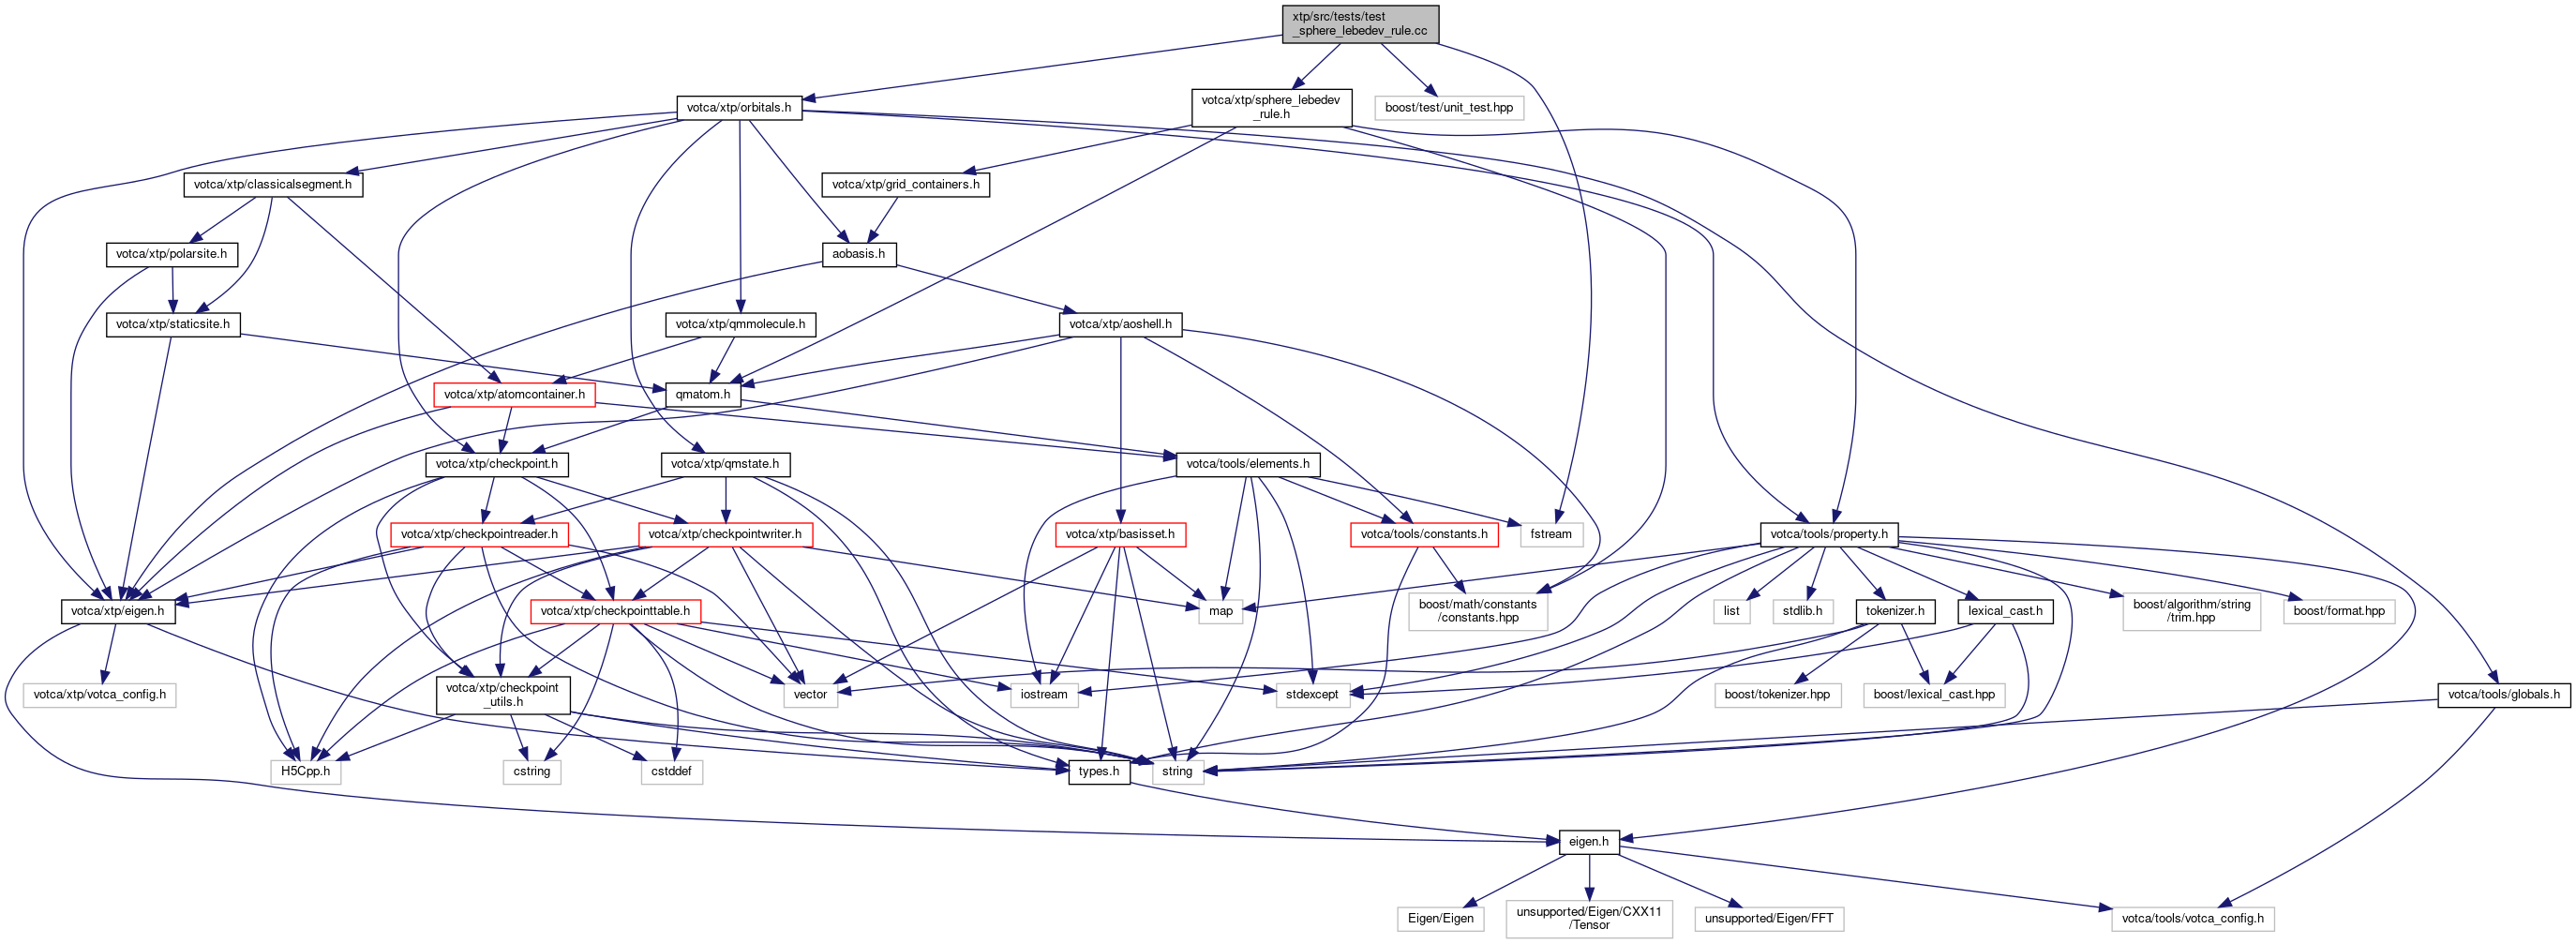 xtp/src/tests/test
_sphere_lebedev_rule.cc
votca/xtp/orbitals.h
votca/xtp/sphere_lebedev
_rule.h
boost/test/unit_test.hpp
votca/xtp/classicalsegment.h
votca/xtp/grid_containers.h
votca/xtp/polarsite.h
aobasis.h
votca/xtp/staticsite.h
votca/xtp/qmmolecule.h
votca/xtp/aoshell.h
votca/xtp/atomcontainer.h
qmatom.h
votca/xtp/checkpoint.h
votca/xtp/qmstate.h
votca/tools/elements.h
votca/xtp/checkpointreader.h
votca/xtp/checkpointwriter.h
votca/xtp/basisset.h
votca/tools/constants.h
fstream
votca/tools/property.h
votca/xtp/eigen.h
votca/xtp/checkpointtable.h
map
boost/math/constants
/constants.hpp
list
stdlib.h
tokenizer.h
lexical_cast.h
boost/algorithm/string
/trim.hpp
boost/format.hpp
votca/xtp/votca_config.h
votca/xtp/checkpoint
_utils.h
vector
iostream
stdexcept
boost/tokenizer.hpp
boost/lexical_cast.hpp
votca/tools/globals.h
H5Cpp.h
cstring
cstddef
types.h
string
eigen.h
Eigen/Eigen
unsupported/Eigen/CXX11
/Tensor
unsupported/Eigen/FFT
votca/tools/votca_config.h